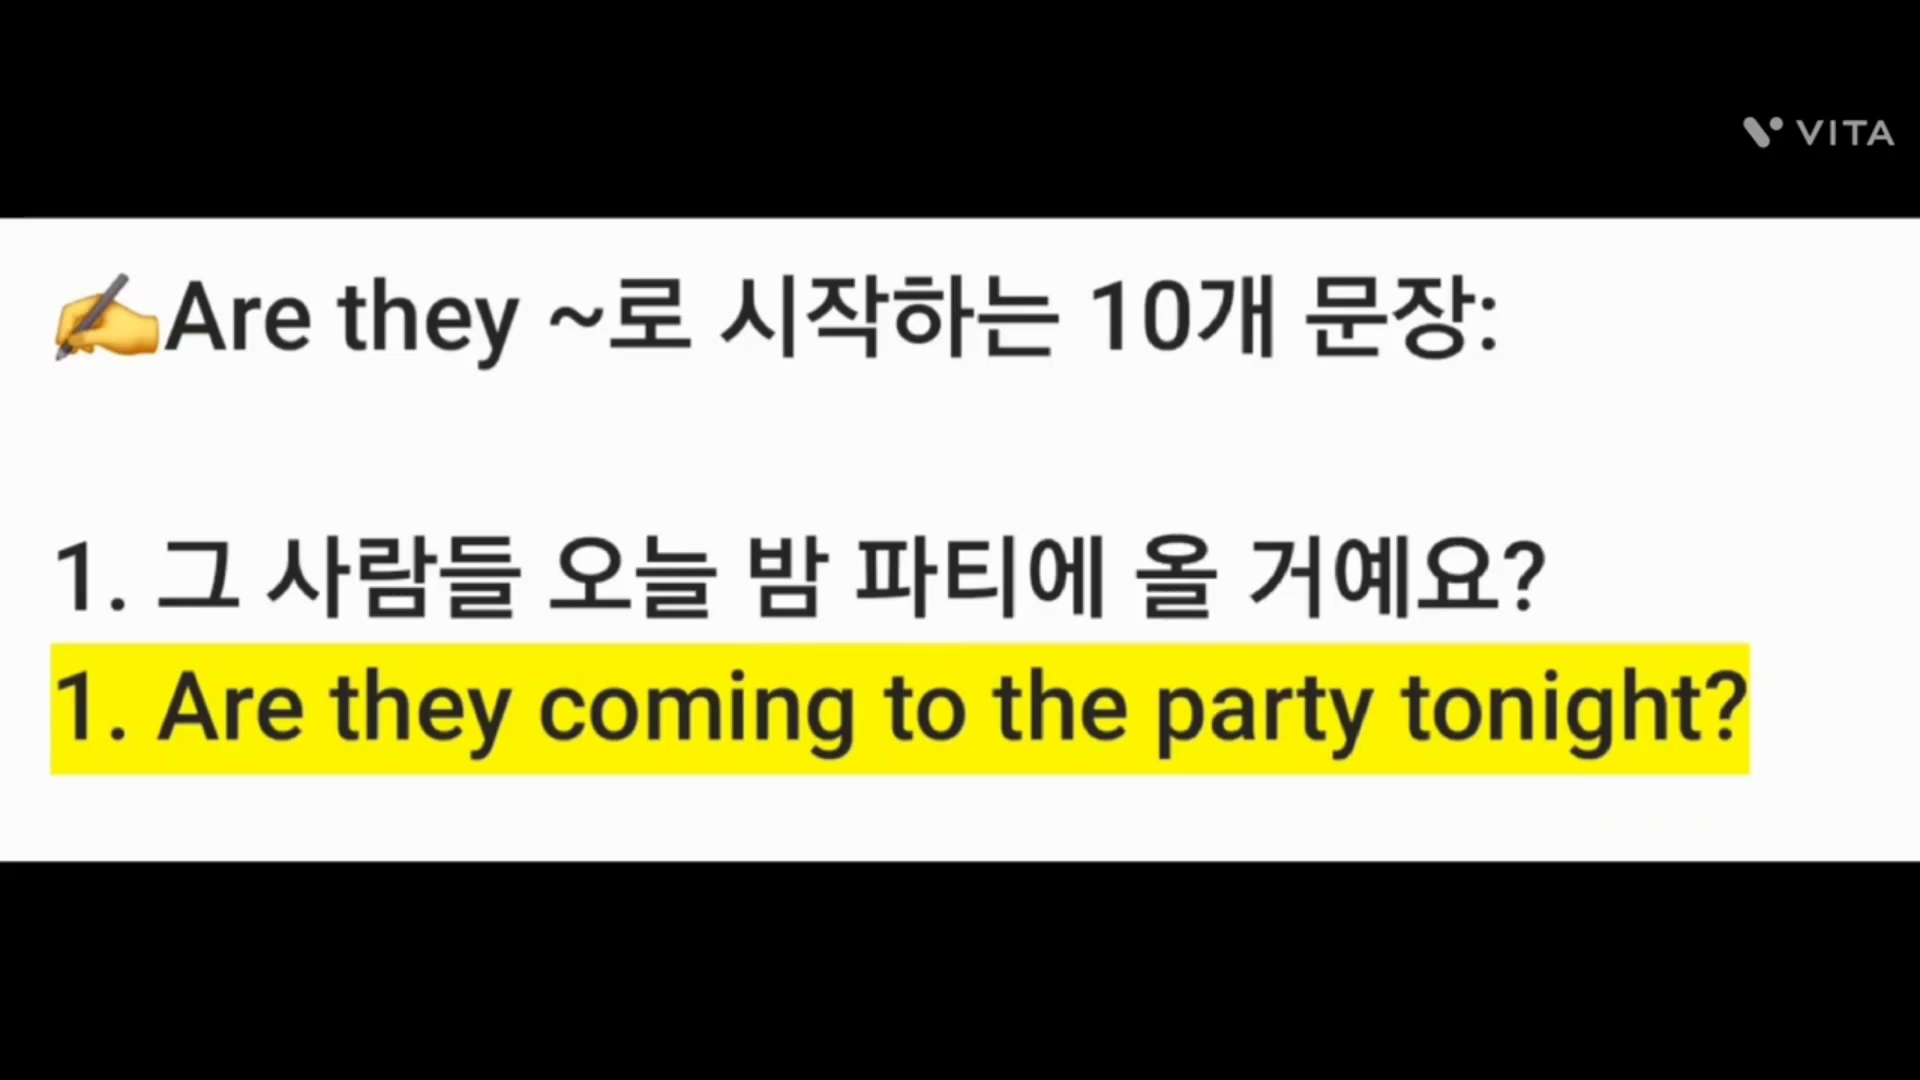 VITA
✍Are they ~로 시작하는 10개 문장:
1. 그 사람들 오늘 밤 파티에 올 거예요?
1. Are they coming to the party tonight?